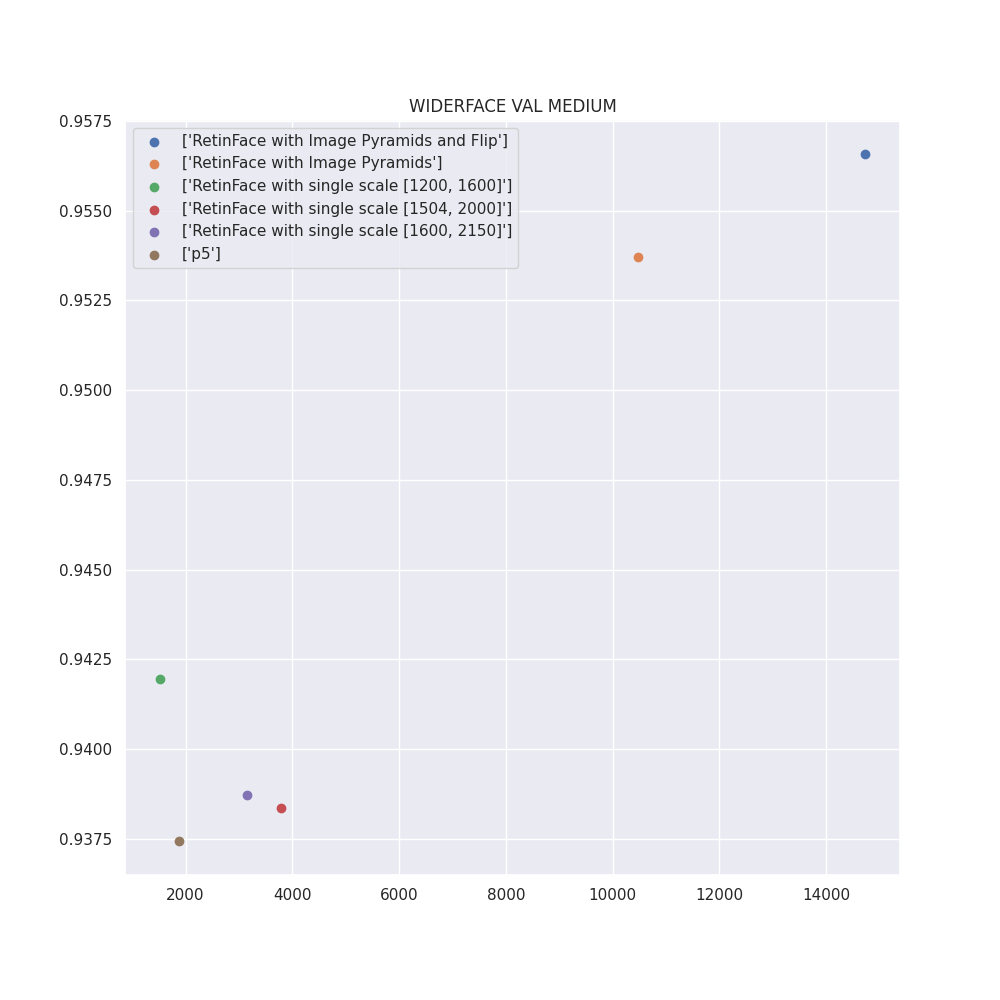 WIDERFACE VAL MEDIUM
0.9575
0.9550
0.9525
0.9500
0.9475
0.9450
0.9425
0.9400
0.9375
['RetinFace with Image Pyramids and Flip']
['RetinFace with Image Pyramids']
['RetinFace with single scale [1200, 1600]']
['RetinFace with single scale [1504, 2000]']
['RetinFace with single scale [1600, 2150]']
['p5']
2000 4000 6000 8000 10000 12000 14000